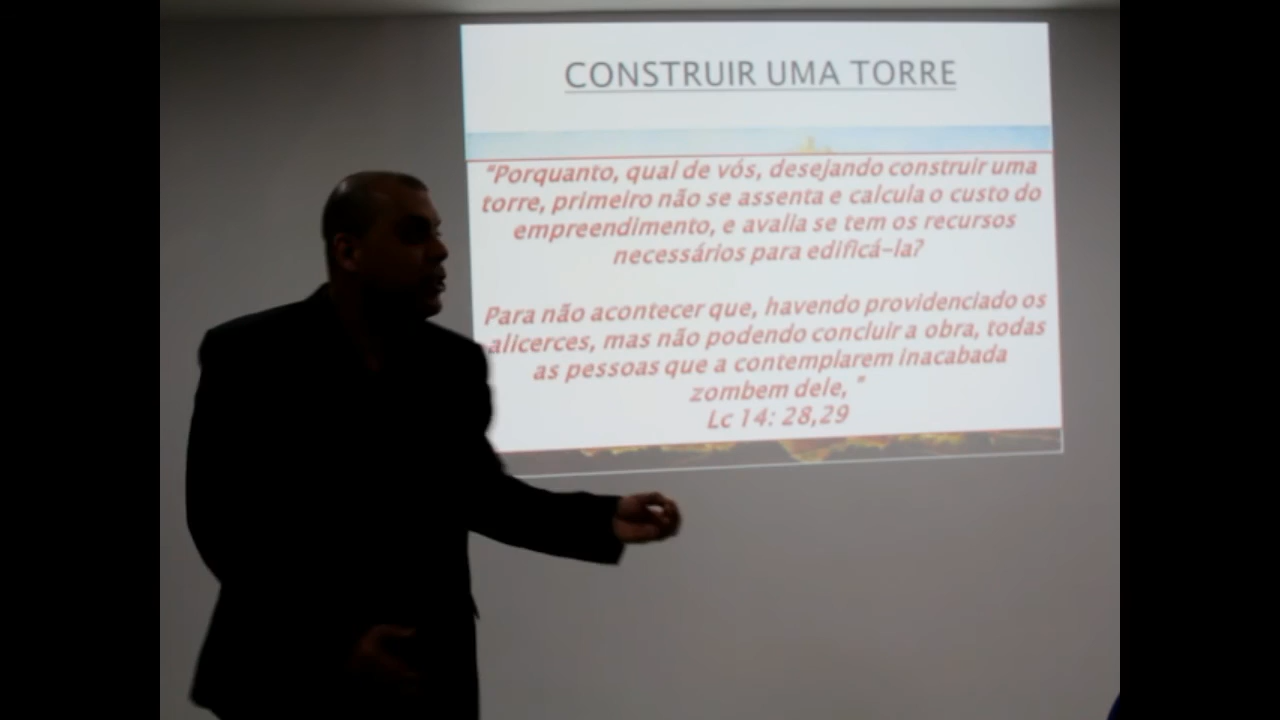 CONSTRUIR UMA TORRE
“Porquanto, qual de vós, desejando construir uma
torre, primeiro não se assenta e calcula o custo do
empreendimento, e avalia se tem os recursos
necessários para edificá-la?
Para não acontecer que, havendo providenciado os
alicerces, mas não podendo concluir a obra, todas
as pessoas que a contemplarem inacabada
zombem dele, ”
Lc 14: 28,29